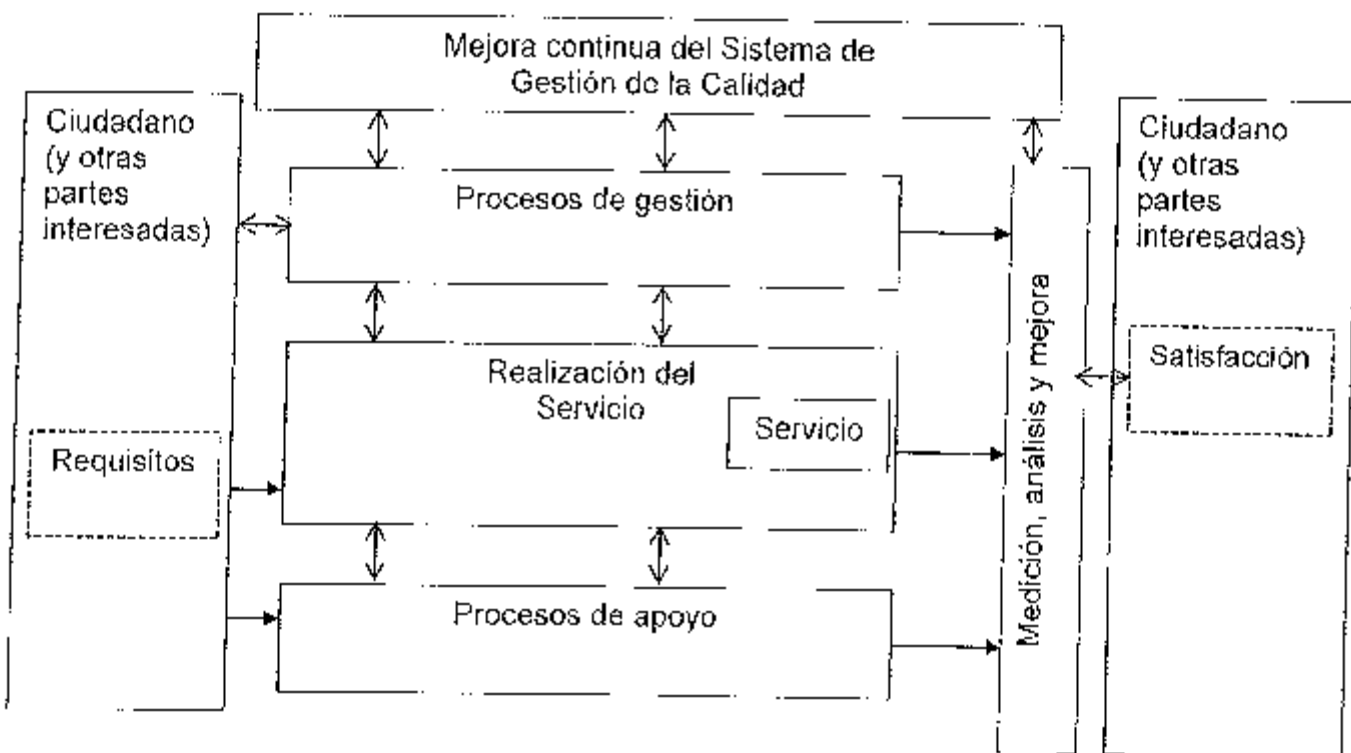 Mejora continua del Sistema de
Gestión de la Calidad
Ciudadano
(y otras
partes
interesadas)
Requisitos
Procesos de gestión
Realización del
Servicio
Servicio
Procesos de apoyo
Medición, análisis y mejora
Ciudadano
(y otras
partes
interesadas)
Satisfacción